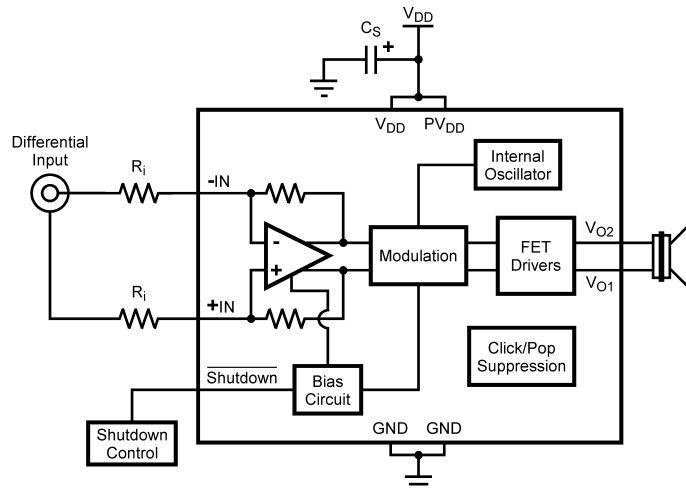 V_DD
C_S
+
V_DD PV_DD
Differential
Input
R_i
-IN
Internal
Oscillator
-
+
Modulation
FET
Drivers
V_O2
V_O1
R_i
+IN
Click/Pop
Suppression
Shutdown
Bias
Circuit
Shutdown
Control
GND GND